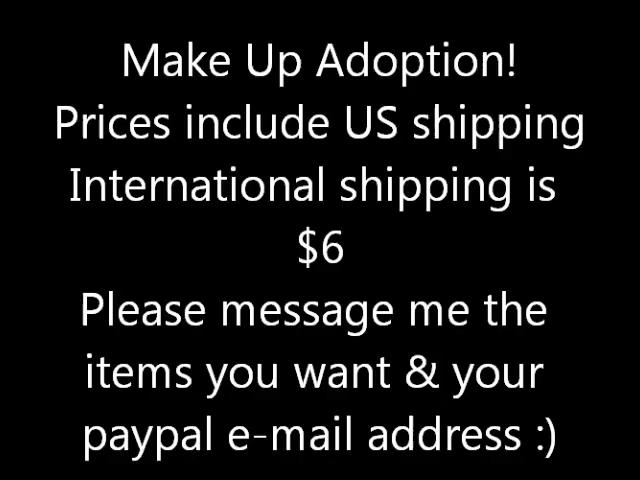 Make Up Adoption!
Prices include US shipping
International shipping is
$6
Please message me the
items you want & your
paypal e-mail address :)